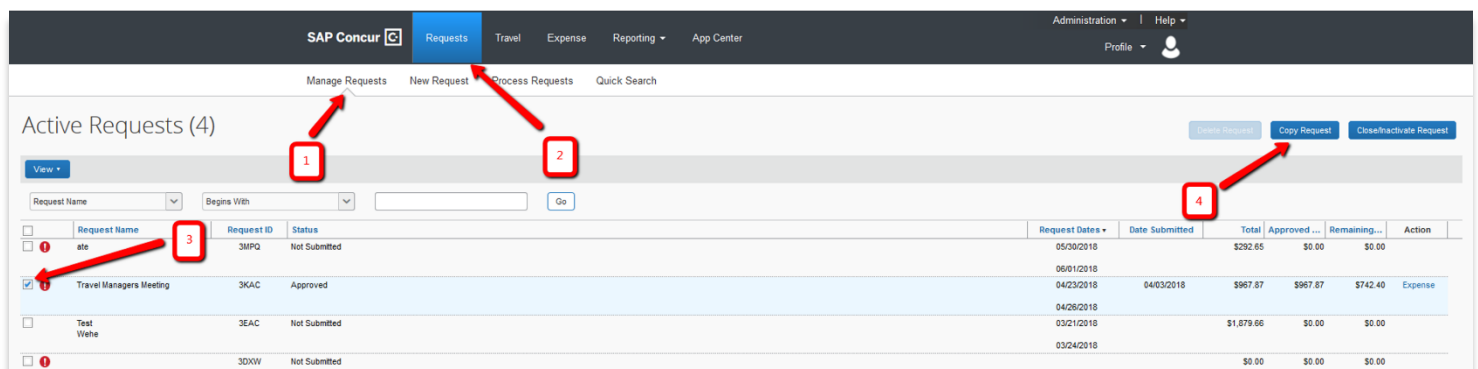 Administration | Help
SAP Concur C Requests Travel Expense Reporting App Center
Profile
Manage Requests New Request Process Requests Quick Search
Active Requests (4)
Delete Request Copy Request Close/Inactivate Request
1
2
View
4
Request Name Begins With Go
3
Request Name Request ID Status Request Dates Date Submitted Total Approved ... Remaining... Action
ate 3MPQ Not Submitted 05/30/2018 $292.65 $0.00 $0.00
06/01/2018
Travel Managers Meeting 3KAC Approved 04/23/2018 04/03/2018 $967.87 $967.87 $742.40 Expense
04/26/2018
Test 3EAC Not Submitted 03/21/2018 $1,879.66 $0.00 $0.00
Wehe
03/24/2018
3DXW Not Submitted $0.00 $0.00 $0.00